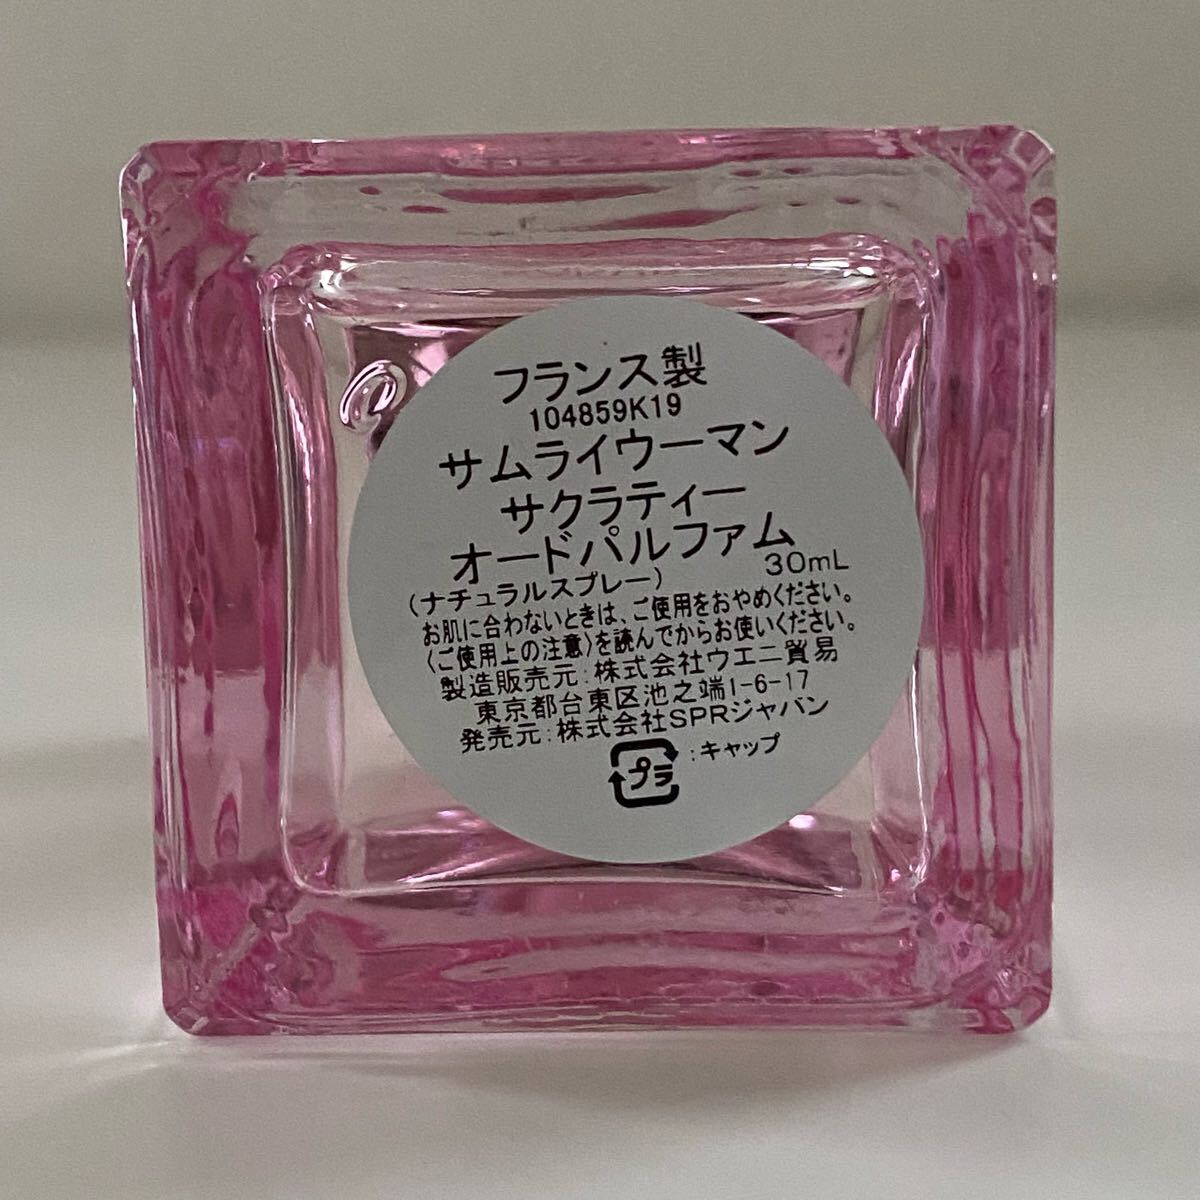 フランス製
104859K19
サムライウーマン
サクラティー
オードパルファム
30mL
(ナチュラルスプレー)
お肌に合わないときは、ご使用をおやめください。
〈ご使用上の注意〉を読んでからお使いください。
製造販売元:株式会社ウエニ貿易
東京都台東区池之端1-6-17
発売元:株式会社SPRジャパン
プラ :キャップ